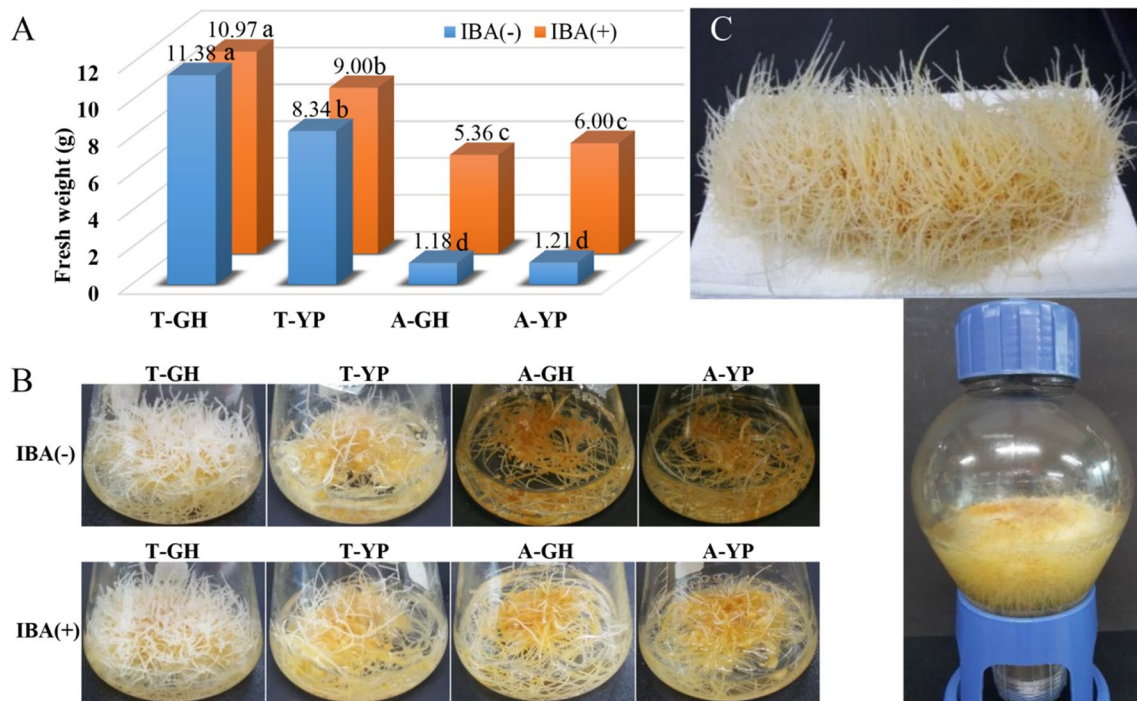 A
IBA(-) IBA(+)
Fresh weight (g)
12
10
8
6
4
2
0
11.38 a
10.97 a
8.34 b
9.00b
1.18 d
5.36 c
1.21 d
6.00 c
T-GH T-YP A-GH A-YP
B
T-GH T-YP A-GH A-YP
IBA(-)
T-GH T-YP A-GH A-YP
IBA(+)
C